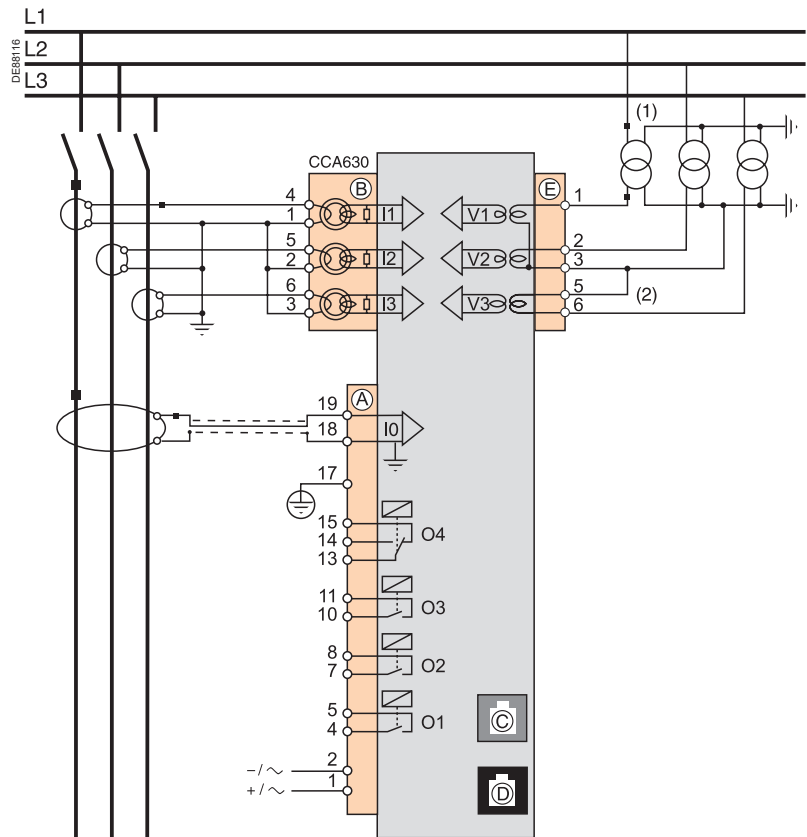 L1
DE88116
L2
L3
(1)
CCA630
B
E
4
1
5
2
6
3
I1
I2
I3
V1
V2
V3
1
2
3
5
6
(2)
A
19
18
I0
17
15
14
13
O4
11
10
O3
8
7
O2
5
4
O1
C
2
-/~
1
+/~
D